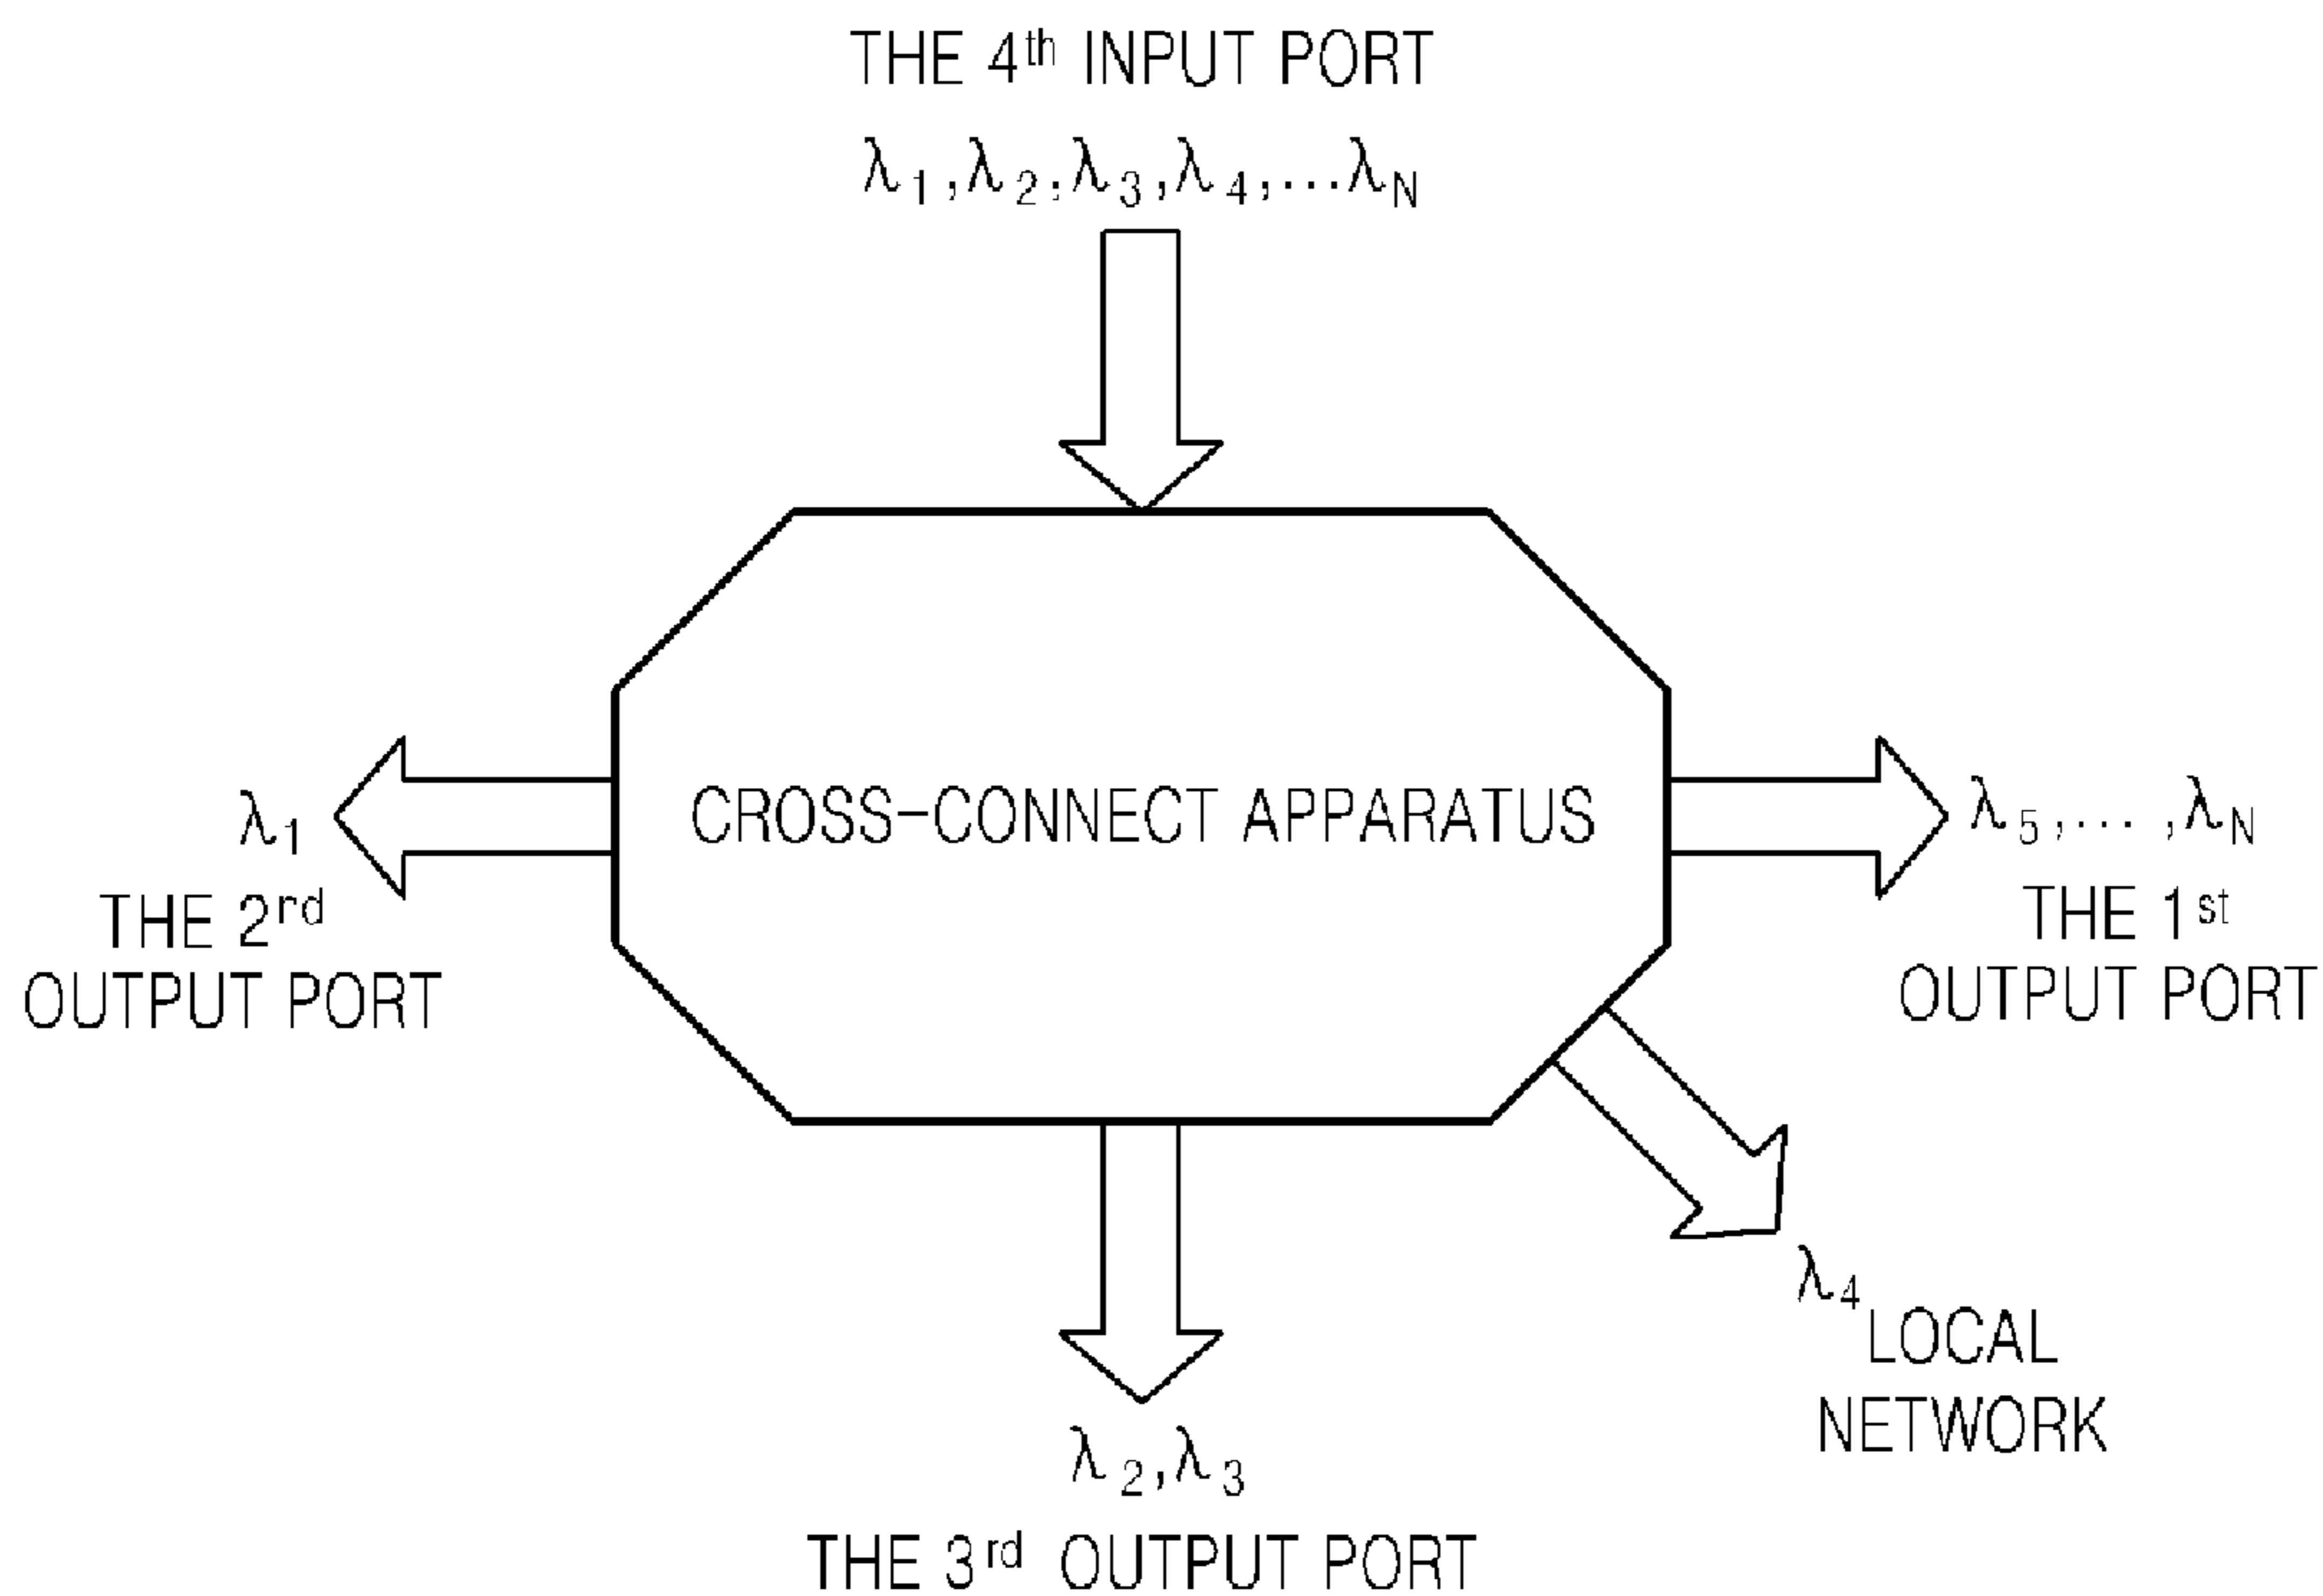 THE 4th INPUT PORT
λ1,λ2,λ3,λ4,...λN
CROSS-CONNECT APPARATUS
λ1
THE 2rd
OUTPUT PORT
λ5,... ,λN
THE 1st
OUTPUT PORT
λ4
LOCAL
NETWORK
λ2,λ3
THE 3rd OUTPUT PORT